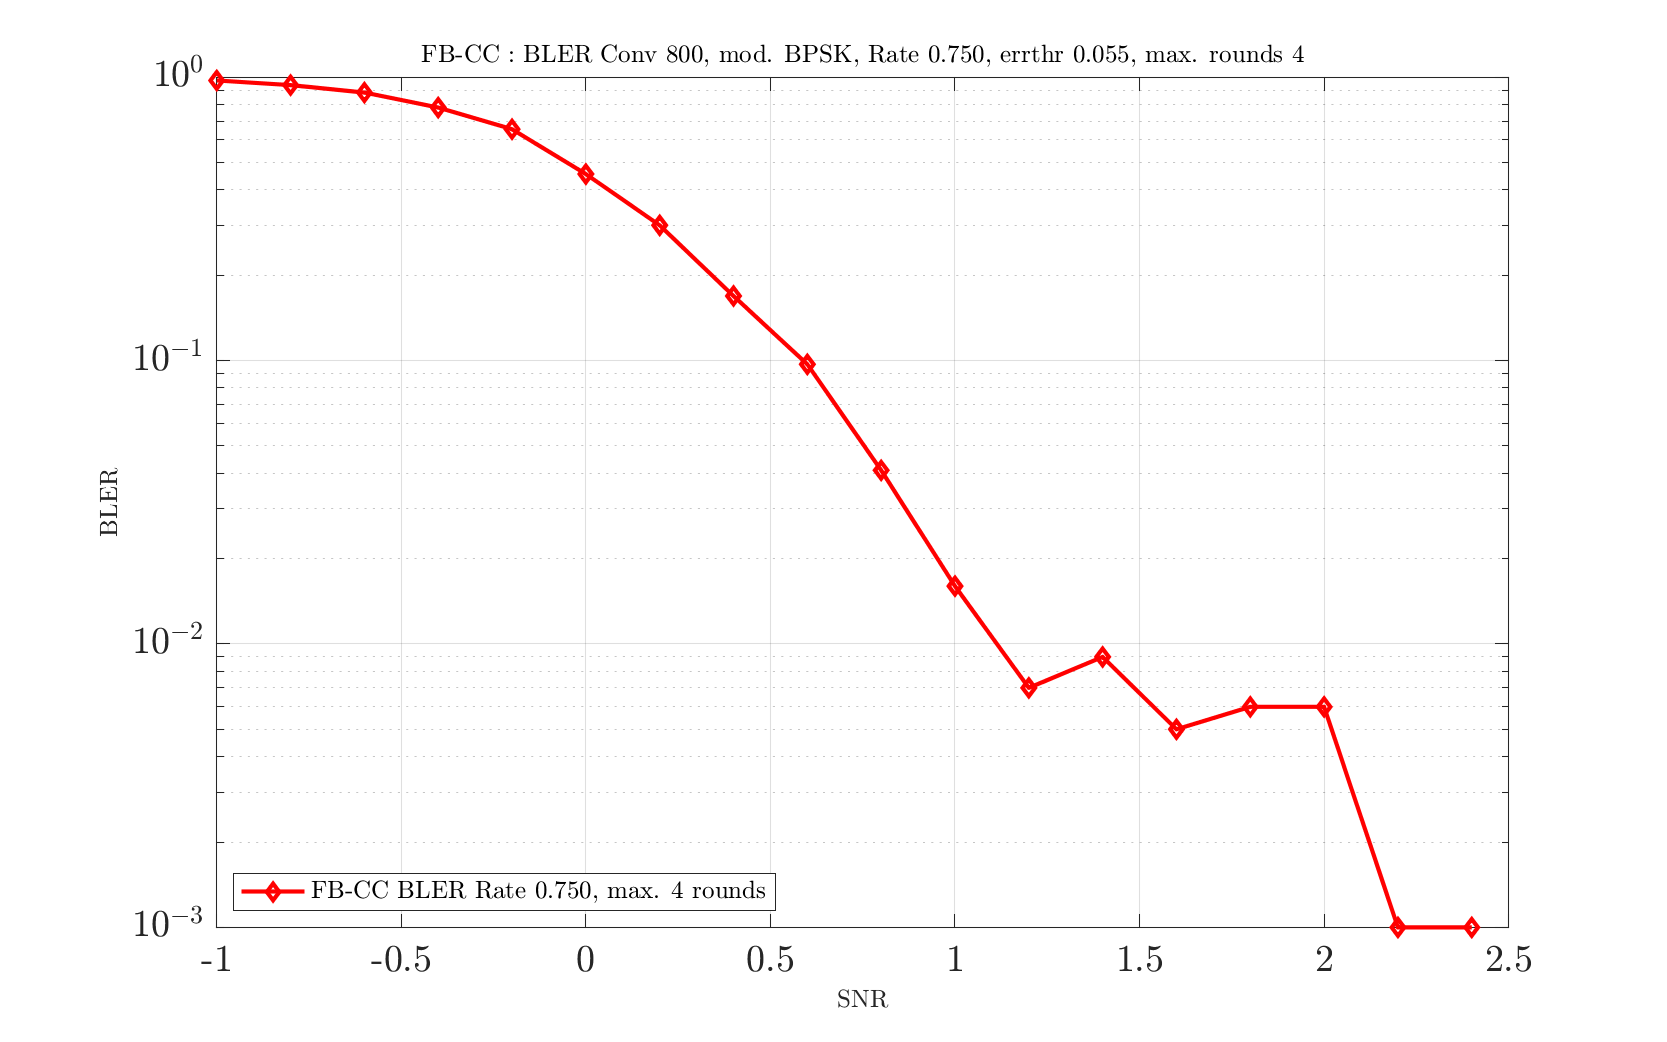 FB-CC : BLER Conv 800, mod. BPSK, Rate 0.750, errthr 0.055, max. rounds 4
10^0
10^-1
10^-2
10^-3
BLER
FB-CC BLER Rate 0.750, max. 4 rounds
-1 -0.5 0 0.5 1 1.5 2 2.5
SNR